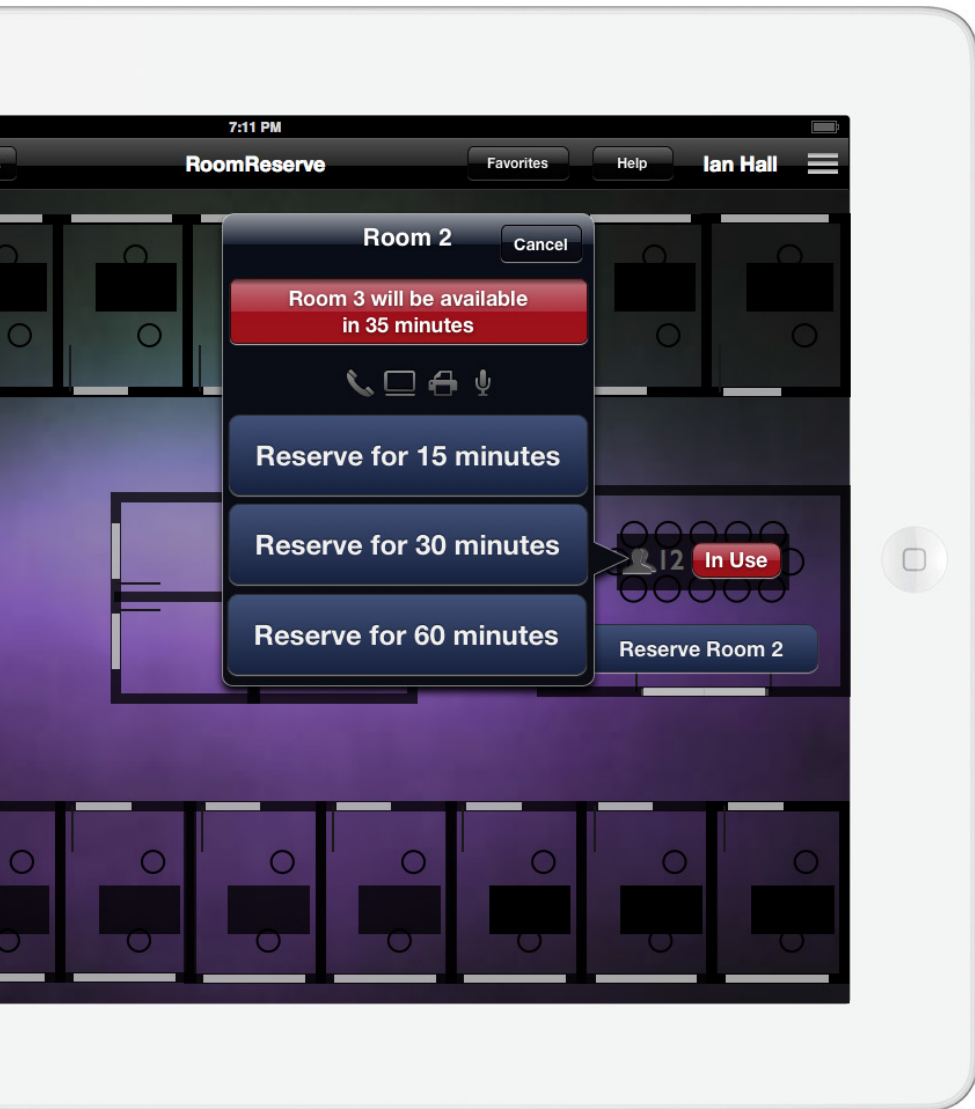 7:11 PM
RoomReserve
Favorites
Help
Ian Hall
Room 2
Cancel
Room 3 will be available
in 35 minutes
Reserve for 15 minutes
Reserve for 30 minutes
Reserve for 60 minutes
12
In Use
Reserve Room 2